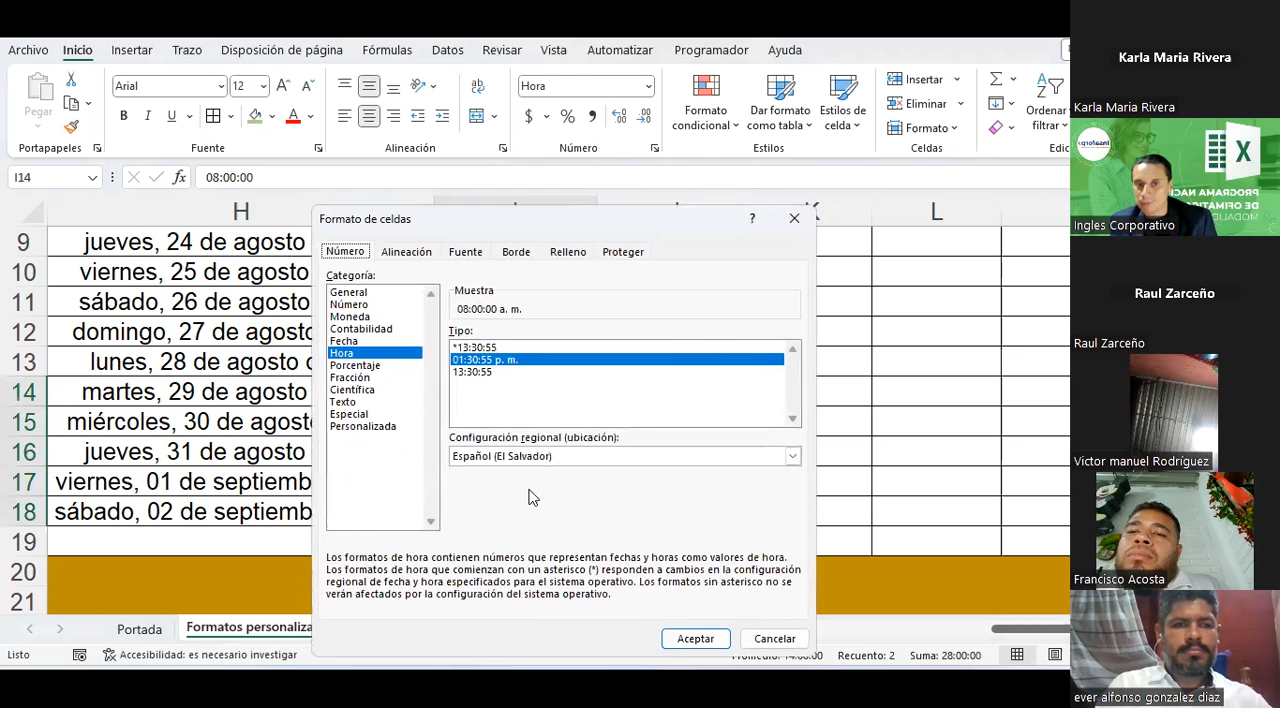 Archivo Inicio Insertar Trazo Disposición de página Fórmulas Datos Revisar Vista Automatizar Programador Ayuda
Pegar
Portapapeles
Arial 12
Fuente
Alineación
Hora
Número
Formato condicional
Dar formato como tabla
Estilos de celda
Estilos
Insertar
Eliminar
Formato
Celdas
Ordenar
filtrar
I14 fx 08:00:00
H K L
9 jueves, 24 de agosto
10 viernes, 25 de agosto
11 sábado, 26 de agosto
12 domingo, 27 de agosto
13 lunes, 28 de agosto
14 martes, 29 de agosto
15 miércoles, 30 de agosto
16 jueves, 31 de agosto
17 viernes, 01 de septiemb
18 sábado, 02 de septiemb
19
20
21
Formato de celdas
Número Alineación Fuente Borde Relleno Proteger
Categoría:
General
Número
Moneda
Contabilidad
Fecha
Hora
Porcentaje
Fracción
Científica
Texto
Especial
Personalizada
Muestra
08:00:00 a. m.
Tipo:
*13:30:55
01:30:55 p. m.
13:30:55
Configuración regional (ubicación):
Español (El Salvador)
Los formatos de hora contienen números que representan fechas y horas como valores de hora.
Los formatos de hora que comienzan con un asterisco (*) responden a cambios en la configuración
regional de fecha y hora especificados para el sistema operativo. Los formatos sin asterisco no se
verán afectados por la configuración del sistema operativo.
Aceptar Cancelar
Portada Formatos personaliza
Listo Accesibilidad: es necesario investigar Recuento: 2 Suma: 28:00:00
Karla Maria Rivera
Karla Maria Rivera
PROGRAMA NACI
DE OFIMATICA
MODALID
Ingles Corporativo
Raul Zarceño
Raul Zarceño
Victor manuel Rodríguez
Francisco Acosta
ever alfonso gonzalez diaz